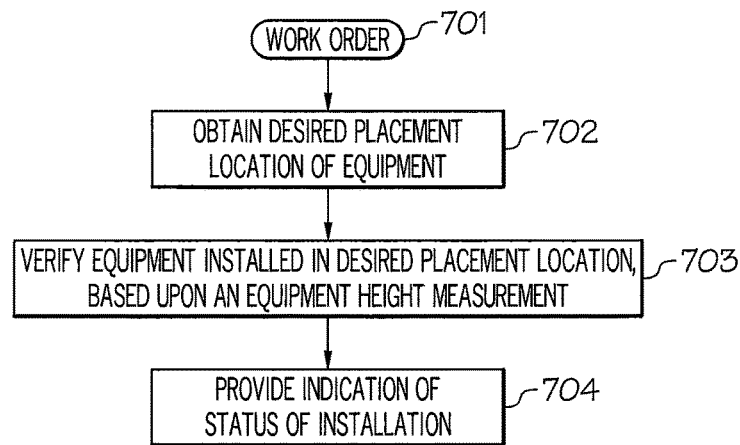 WORK ORDER
701
OBTAIN DESIRED PLACEMENT
LOCATION OF EQUIPMENT
702
VERIFY EQUIPMENT INSTALLED IN DESIRED PLACEMENT LOCATION,
BASED UPON AN EQUIPMENT HEIGHT MEASUREMENT
703
PROVIDE INDICATION OF
STATUS OF INSTALLATION
704